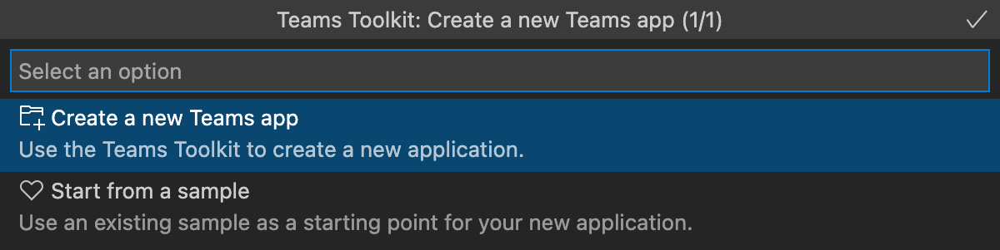 Teams Toolkit: Create a new Teams app (1/1)
Select an option
Create a new Teams app
Use the Teams Toolkit to create a new application.
Start from a sample
Use an existing sample as a starting point for your new application.